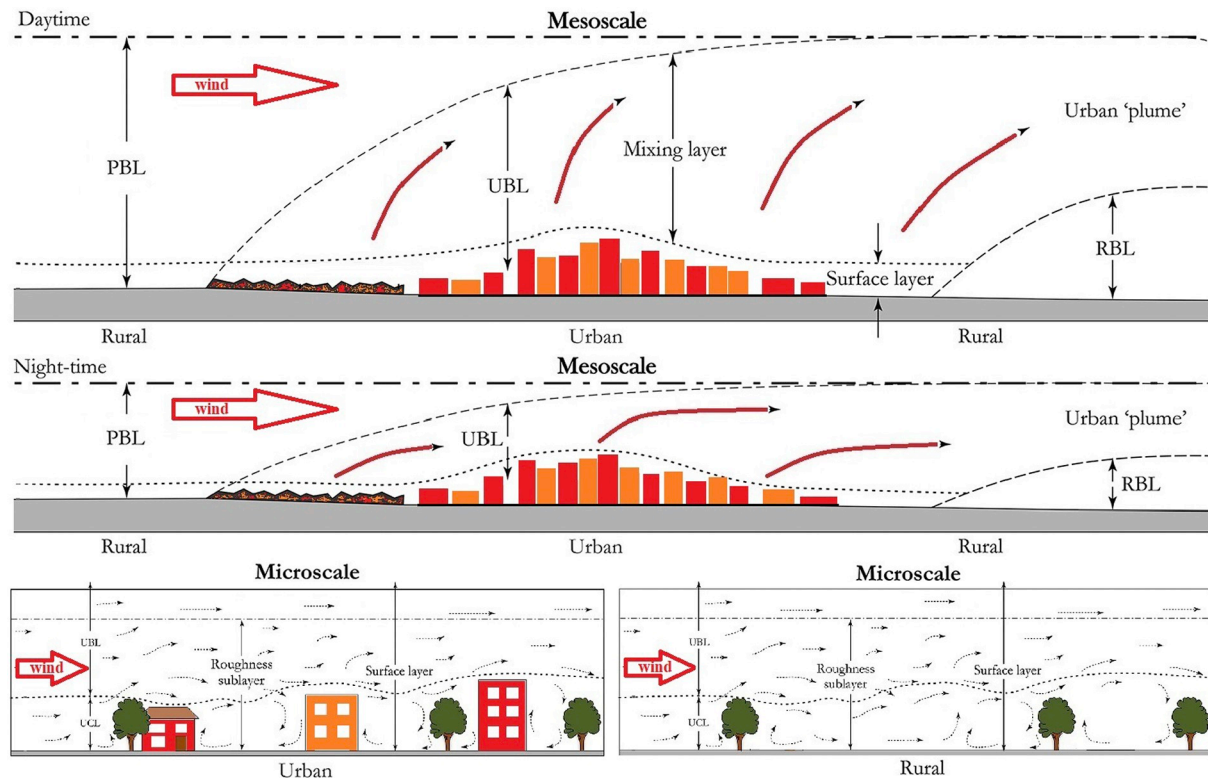 Daytime
Mesoscale
wind
Urban 'plume'
PBL
Mixing layer
UBL
RBL
Surface layer
Rural
Urban
Rural
Night-time
Mesoscale
wind
Urban 'plume'
PBL
UBL
RBL
Rural
Urban
Rural
Microscale
UBL
wind
Roughness
sublayer
Surface layer
UCL
Urban
Microscale
UBL
wind
Roughness
sublayer
Surface layer
UCL
Rural